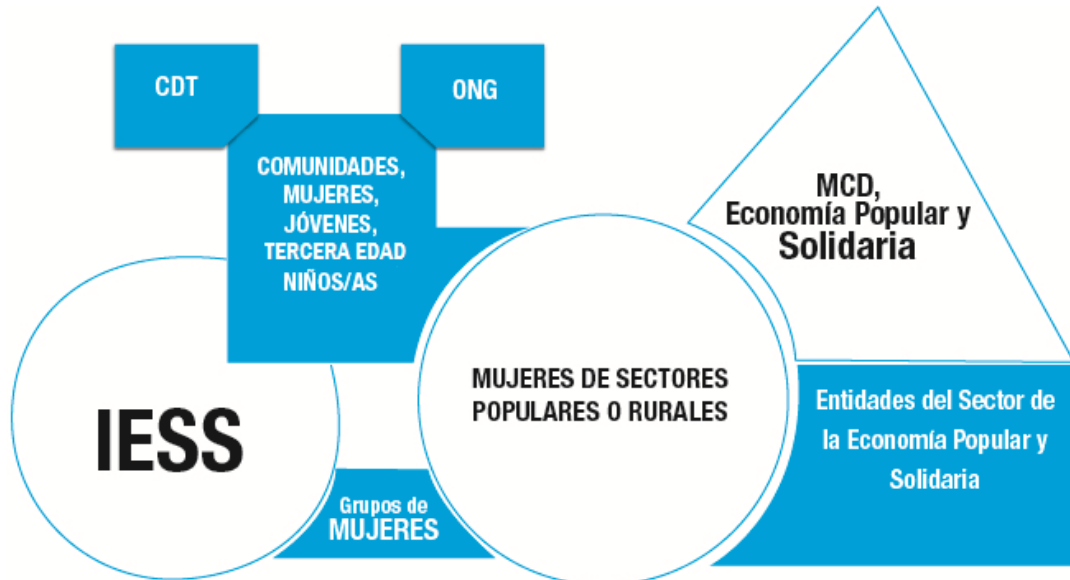 CDT
ONG
COMUNIDADES,
MUJERES,
JÓVENES,
TERCERA EDAD
NIÑOS/AS
MCD,
Economía Popular y
Solidaria
IESS
MUJERES DE SECTORES
POPULARES O RURALES
Entidades del Sector de
la Economía Popular y
Solidaria
Grupos de
MUJERES